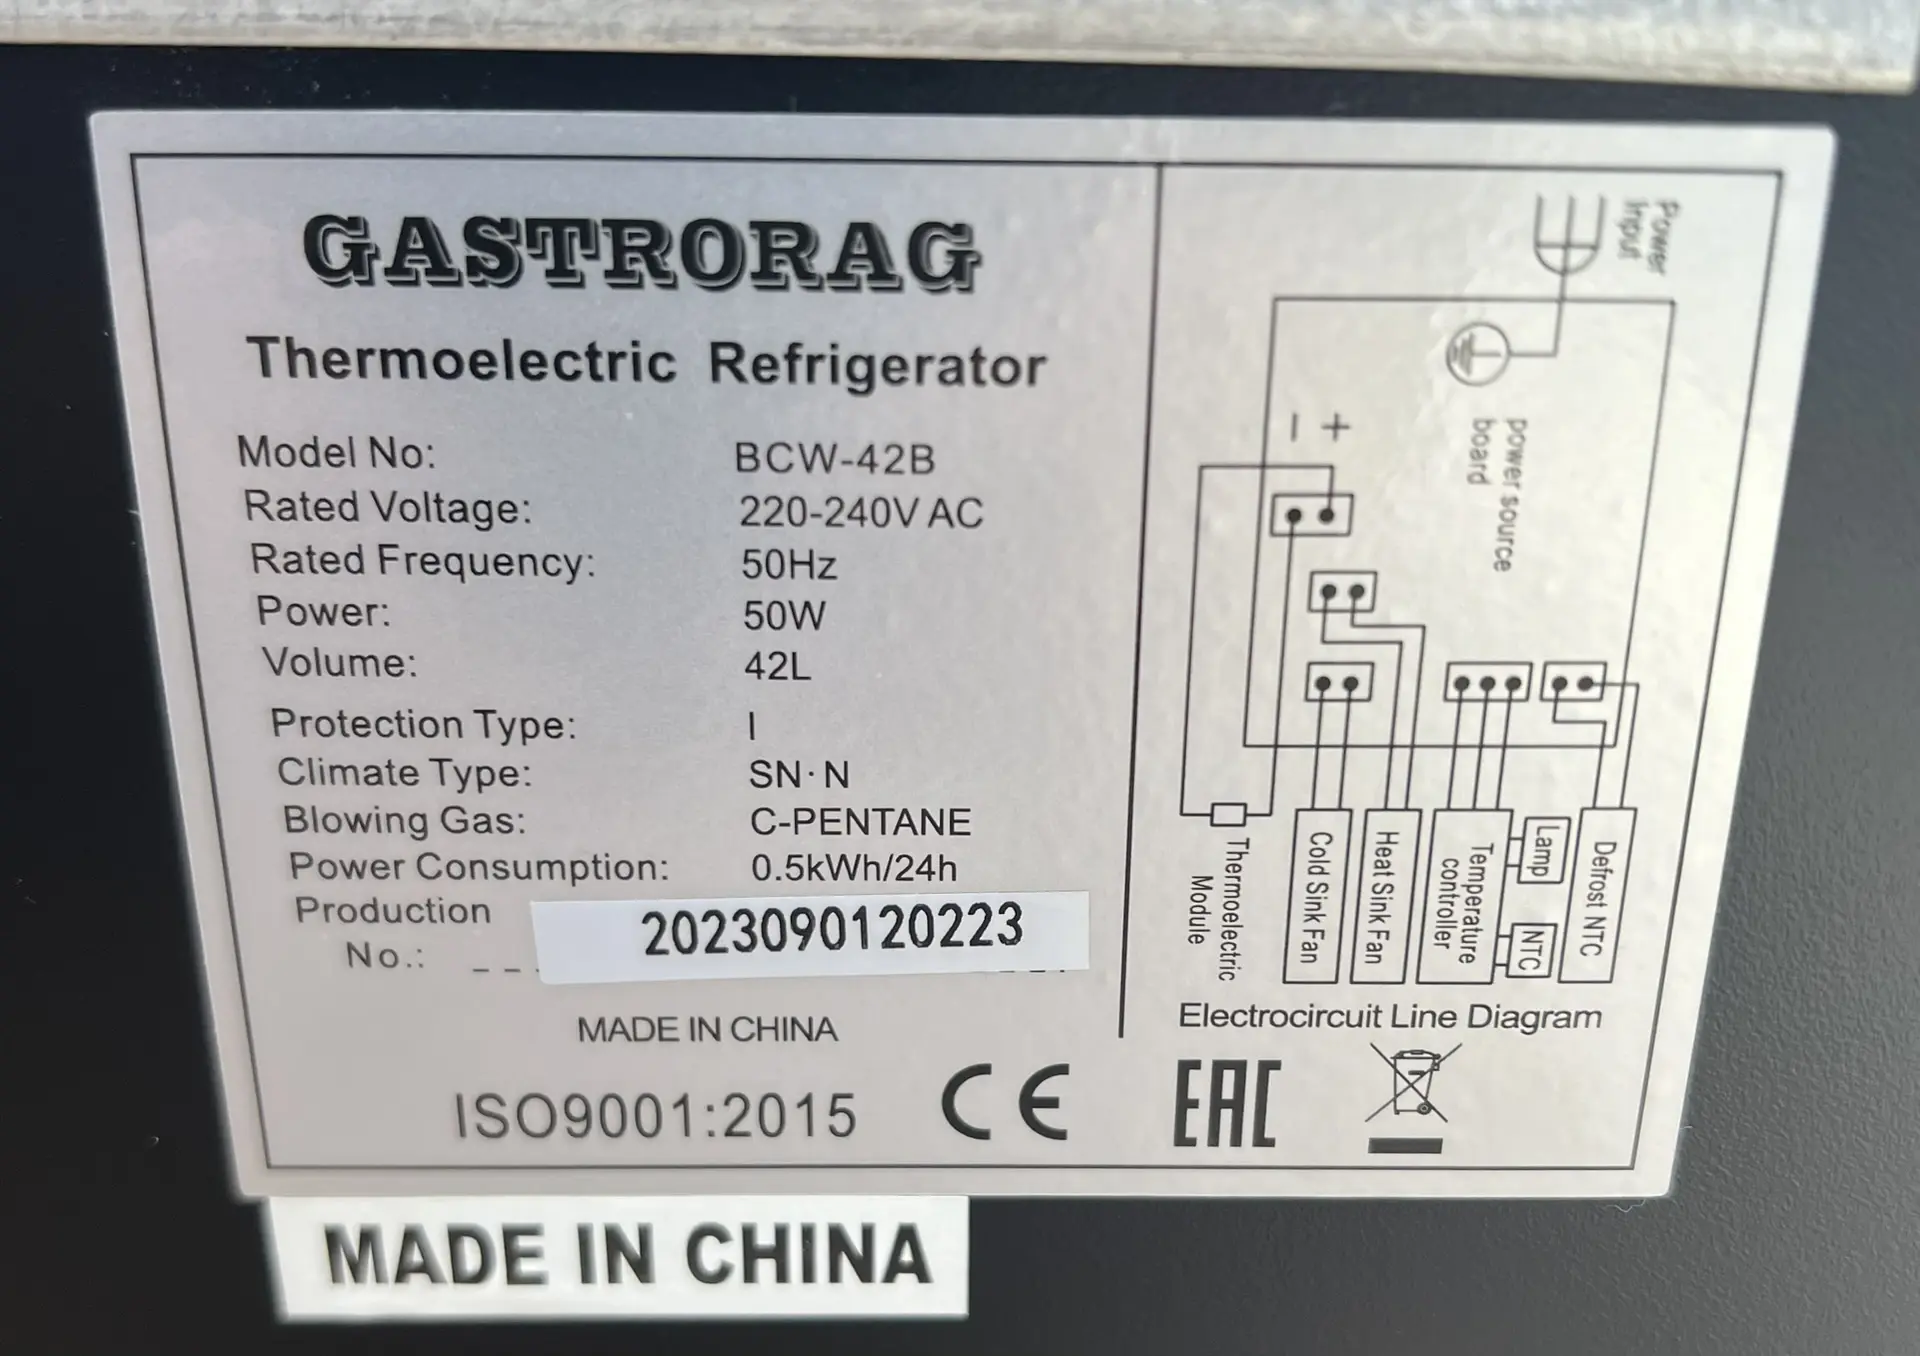 GASTRORAG
Thermoelectric Refrigerator
Model No: BCW-42B
Rated Voltage: 220-240V AC
Rated Frequency: 50Hz
Power: 50W
Volume: 42L
Protection Type: I
Climate Type: SN·N
Blowing Gas: C-PENTANE
Power Consumption: 0.5kWh/24h
Production
No.: 2023090120223
MADE IN CHINA
ISO9001:2015 CE
Power
Input
power source
board
+
-
Thermoelectric
Module
Cold Sink Fan
Heat Sink Fan
Temperature
controller
Lamp
NTC
Defrost NTC
Electrocircuit Line Diagram
EAC
MADE IN CHINA